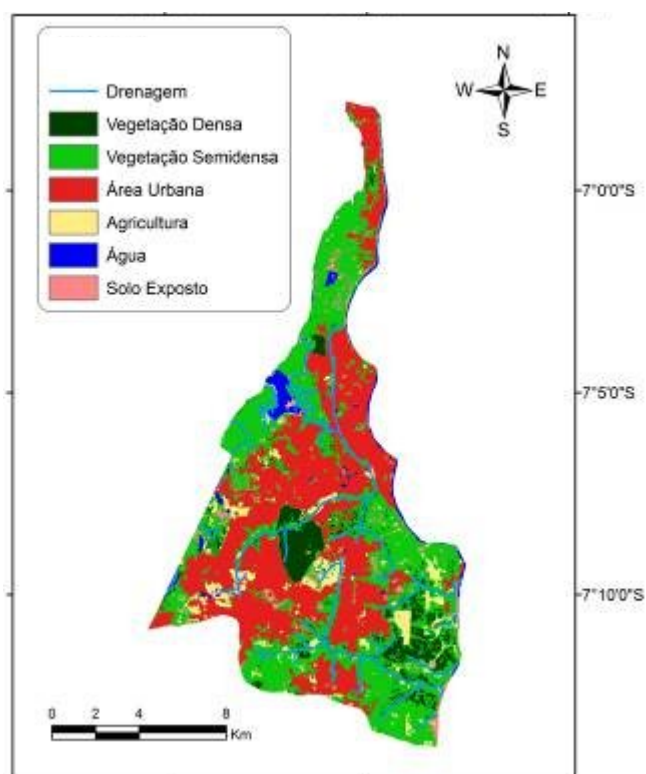 Drenagem
Vegetação Densa
Vegetação Semidensa
Área Urbana
Agricultura
Água
Solo Exposto
N
W E
S
7°0'0"S
7°5'0"S
7°10'0"S
0 2 4 8
Km